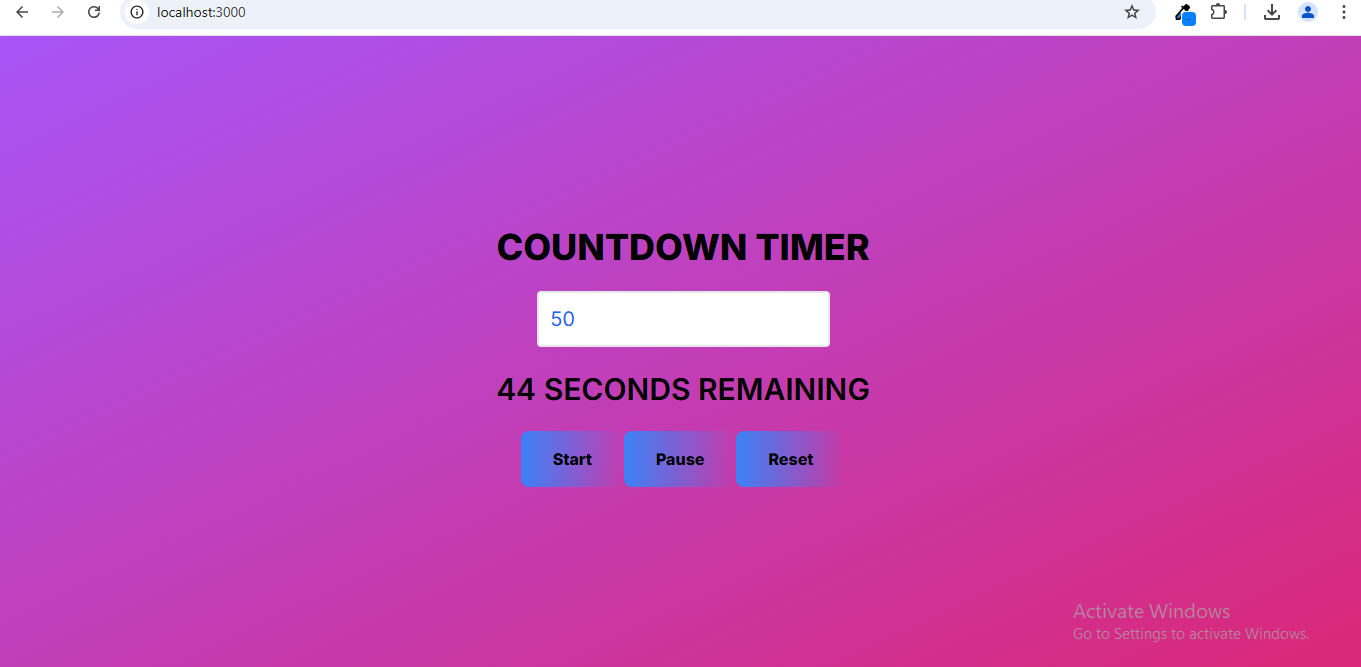 localhost:3000
COUNTDOWN TIMER
50
44 SECONDS REMAINING
Start Pause Reset
Activate Windows
Go to Settings to activate Windows.